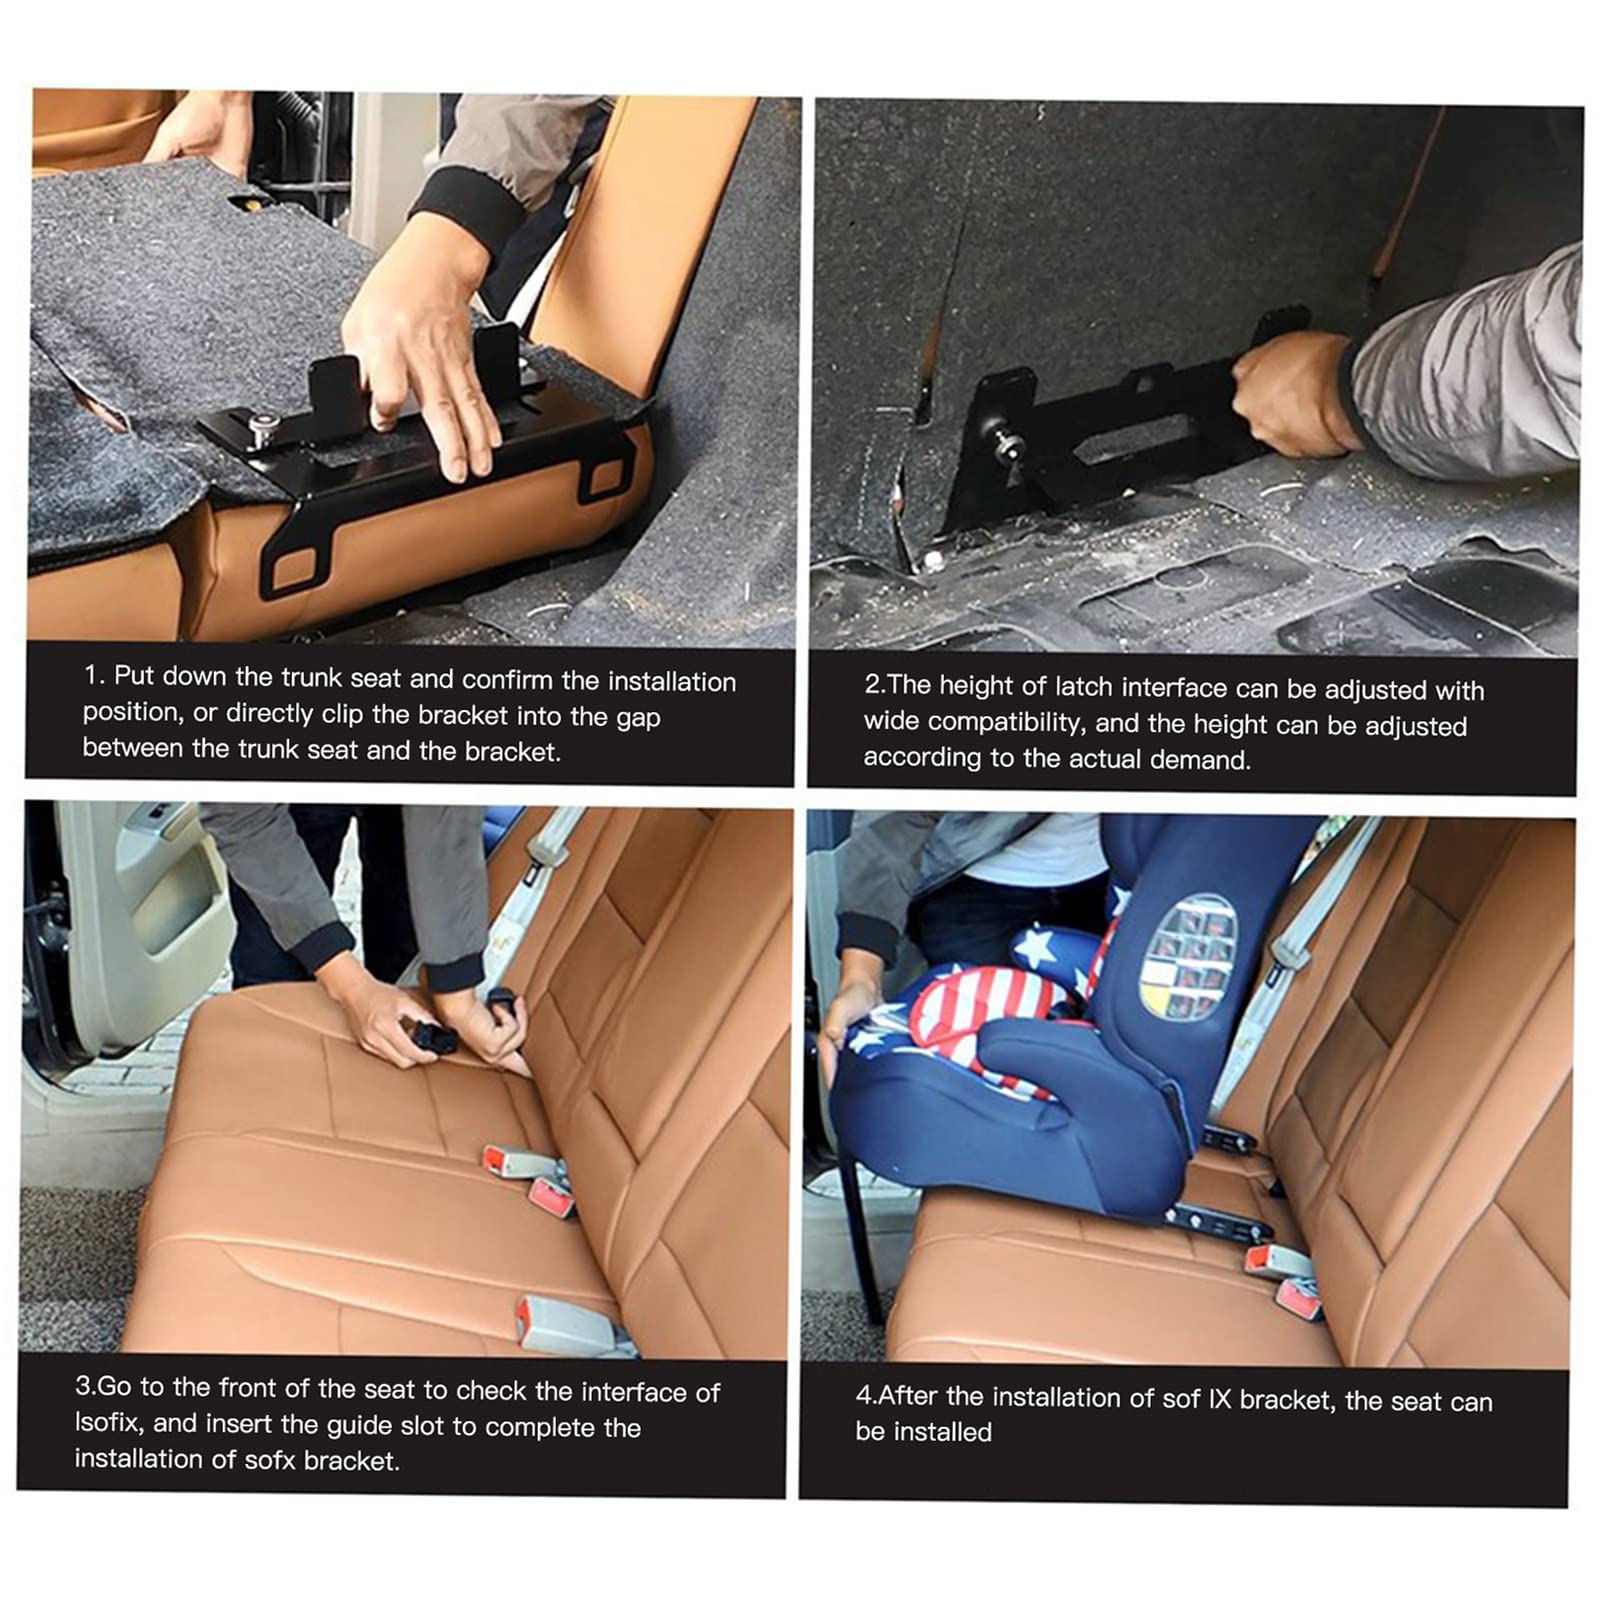 1. Put down the trunk seat and confirm the installation
position, or directly clip the bracket into the gap
between the trunk seat and the bracket.
2.The height of latch interface can be adjusted with
wide compatibility, and the height can be adjusted
according to the actual demand.
3.Go to the front of the seat to check the interface of
Isofix, and insert the guide slot to complete the
installation of sofx bracket.
4.After the installation of sof IX bracket, the seat can
be installed